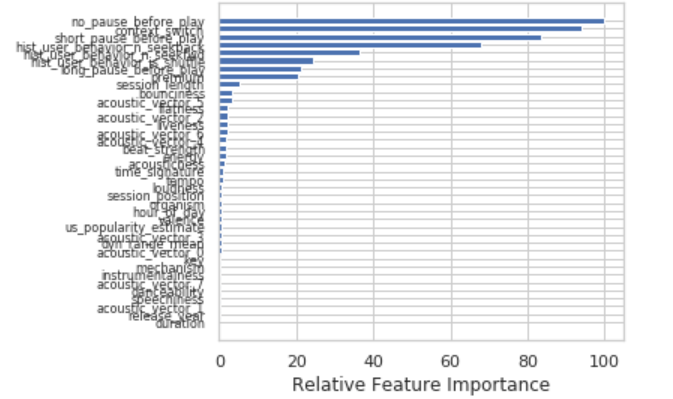 no_pause_before_play
context_switch
short_pause_before_play
hist_user_behavior_n_seekback
hist_user_behavior_n_seekfwd
hist_user_behavior_is_shuffle
long_pause_before_play
premium
session_length
bounciness
acoustic_vector_5
flatness
acoustic_vector_2
liveness
acoustic_vector_6
acoustic_vector_4
beat_strength
energy
acousticness
time_signature
tempo
loudness
session_position
organism
hour_of_day
valence
us_popularity_estimate
acoustic_vector_3
dyn_range_mean
acoustic_vector_0
key
mechanism
instrumentalness
acoustic_vector_7
danceability
speechiness
acoustic_vector_1
release_year
duration
0 20 40 60 80 100
Relative Feature Importance